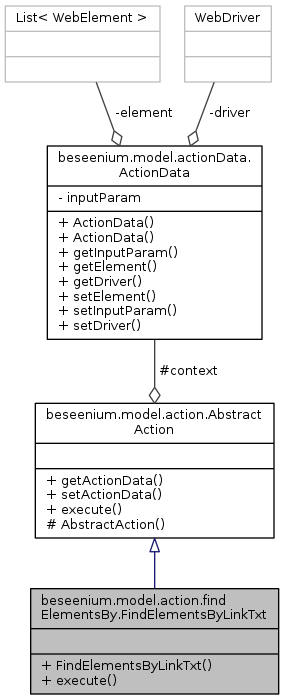 List< WebElement >
WebDriver
-element
-driver
beseenium.model.actionData.
ActionData
- inputParam
+ ActionData()
+ ActionData()
+ getInputParam()
+ getElement()
+ getDriver()
+ setElement()
+ setInputParam()
+ setDriver()
#context
beseenium.model.action.Abstract
Action
+ getActionData()
+ setActionData()
+ execute()
# AbstractAction()
beseenium.model.action.find
ElementsBy.FindElementsByLinkTxt
+ FindElementsByLinkTxt()
+ execute()